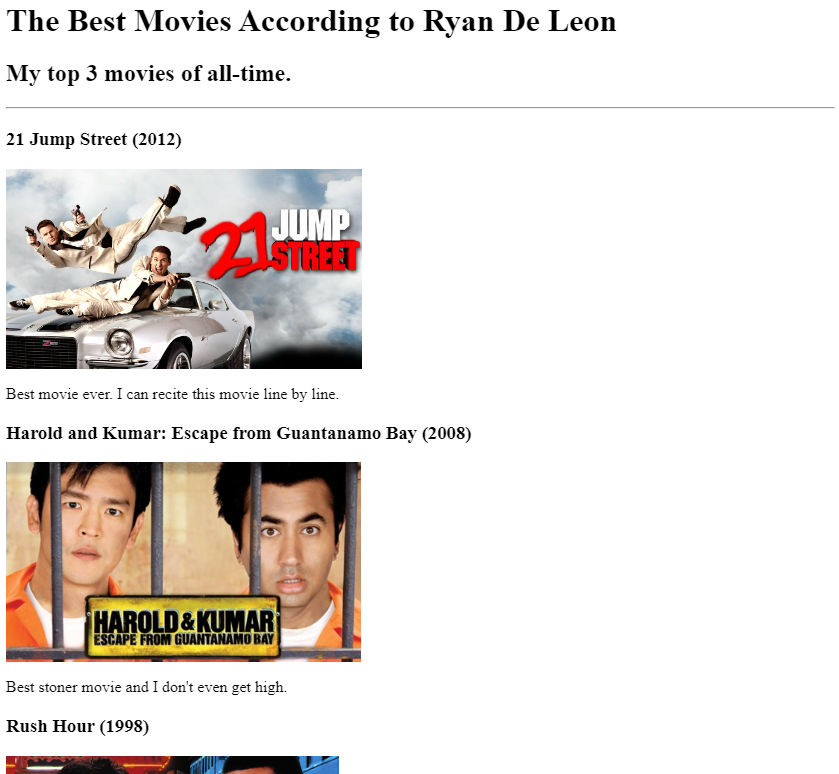 The Best Movies According to Ryan De Leon
My top 3 movies of all-time.
21 Jump Street (2012)
21 JUMP
STREET
Best movie ever. I can recite this movie line by line.
Harold and Kumar: Escape from Guantanamo Bay (2008)
HAROLD & KUMAR
ESCAPE FROM GUANTANAMO BAY
Best stoner movie and I don't even get high.
Rush Hour (1998)